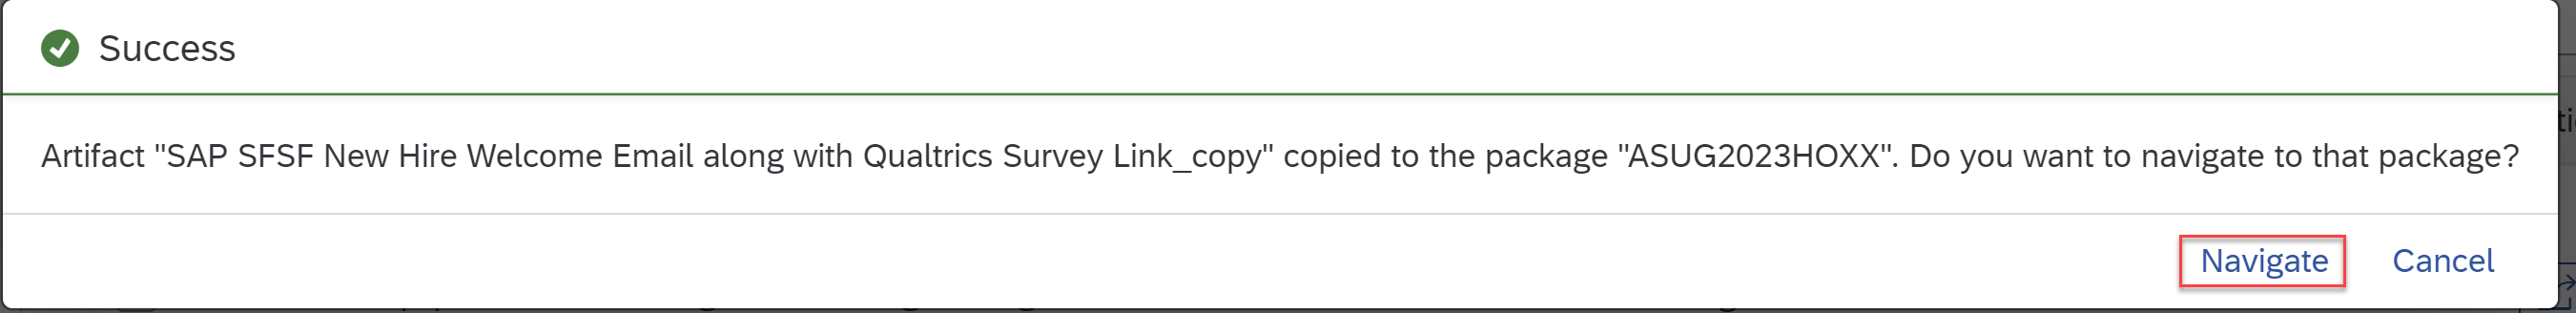 Success
Artifact "SAP SFSF New Hire Welcome Email along with Qualtrics Survey Link_copy" copied to the package "ASUG2023HOXX". Do you want to navigate to that package?
Navigate Cancel